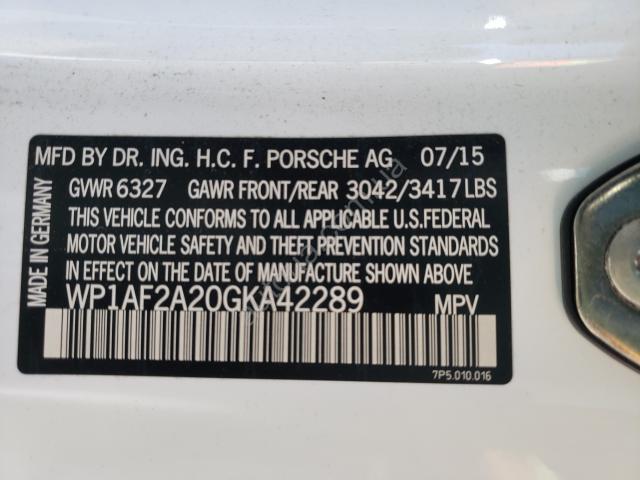 MFD BY DR. ING. H.C. F. PORSCHE AG 07/15
GVWR 6327 GAWR FRONT/REAR 3042/3417 LBS
THIS VEHICLE CONFORMS TO ALL APPLICABLE U.S.FEDERAL
MOTOR VEHICLE SAFETY AND THEFT PREVENTION STANDARDS
IN EFFECT ON THE DATE OF MANUFACTURE SHOWN ABOVE
WP1AF2A20GKA42289 MPV
7P5.010.016
MADE IN GERMANY